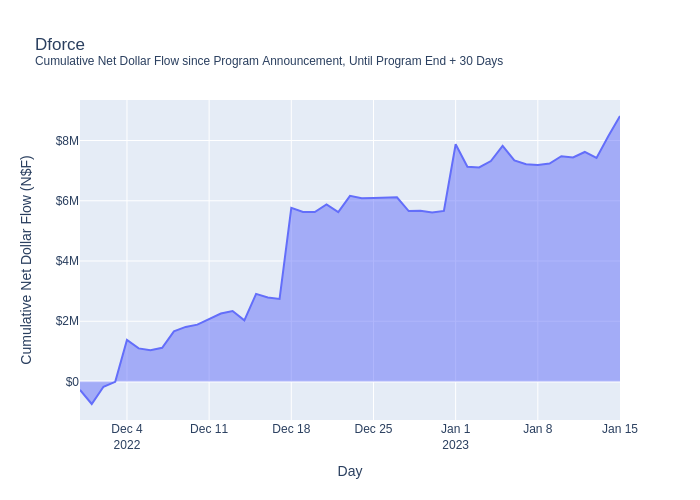 Dforce
Cumulative Net Dollar Flow since Program Announcement, Until Program End + 30 Days
Cumulative Net Dollar Flow (N$F)
$8M
$6M
$4M
$2M
$0
Dec 4
2022
Dec 11
Dec 18
Dec 25
Jan 1
2023
Jan 8
Jan 15
Day